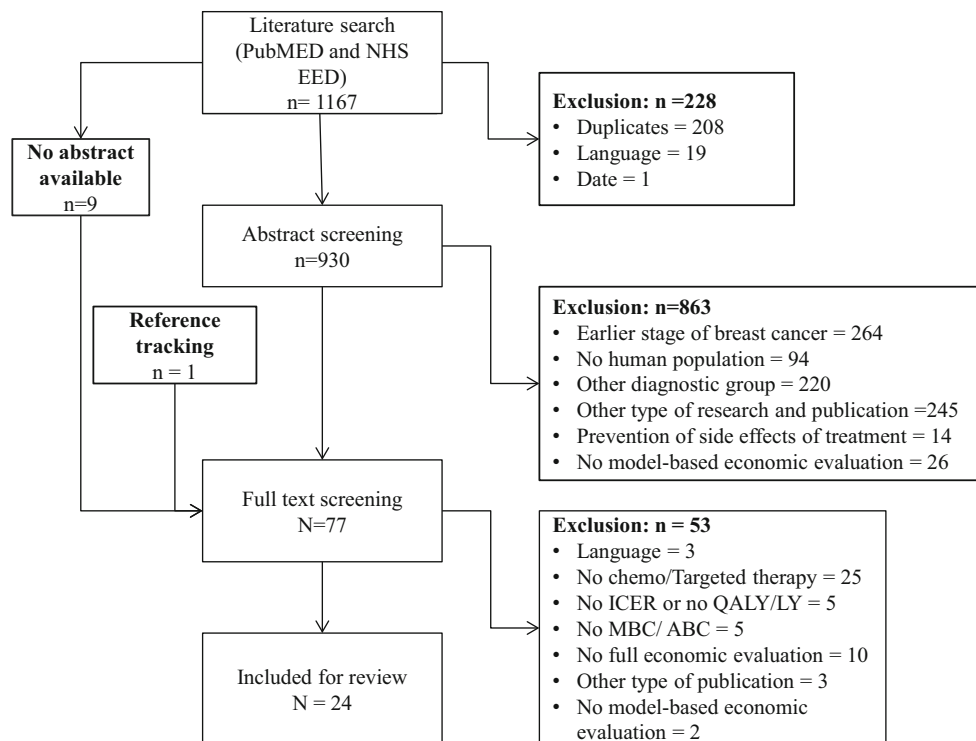 Literature search
(PubMED and NHS
EED)
n= 1167
Exclusion: n =228
• Duplicates = 208
• Language = 19
• Date = 1
No abstract
available
n=9
Abstract screening
n=930
Exclusion: n=863
• Earlier stage of breast cancer = 264
• No human population = 94
• Other diagnostic group = 220
• Other type of research and publication =245
• Prevention of side effects of treatment = 14
• No model-based economic evaluation = 26
Reference
tracking
n = 1
Full text screening
N=77
Exclusion: n = 53
• Language = 3
• No chemo/Targeted therapy = 25
• No ICER or no QALY/LY = 5
• No MBC/ ABC = 5
• No full economic evaluation = 10
• Other type of publication = 3
• No model-based economic
evaluation = 2
Included for review
N = 24